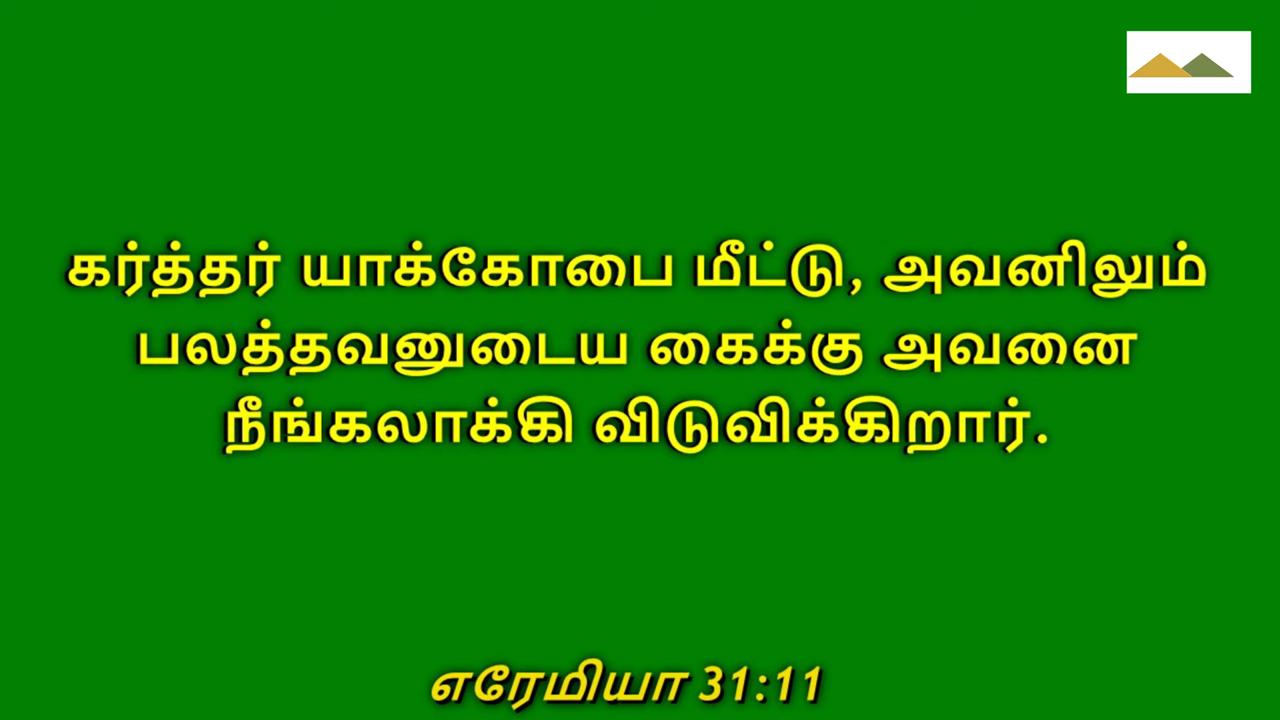 கர்த்தர் யாக்கோபை மீட்டு, அவனிலும்
பலத்தவனுடைய கைக்கு அவனை
நீங்கலாக்கி விடுவிக்கிறார்.
எரேமியா 31:11